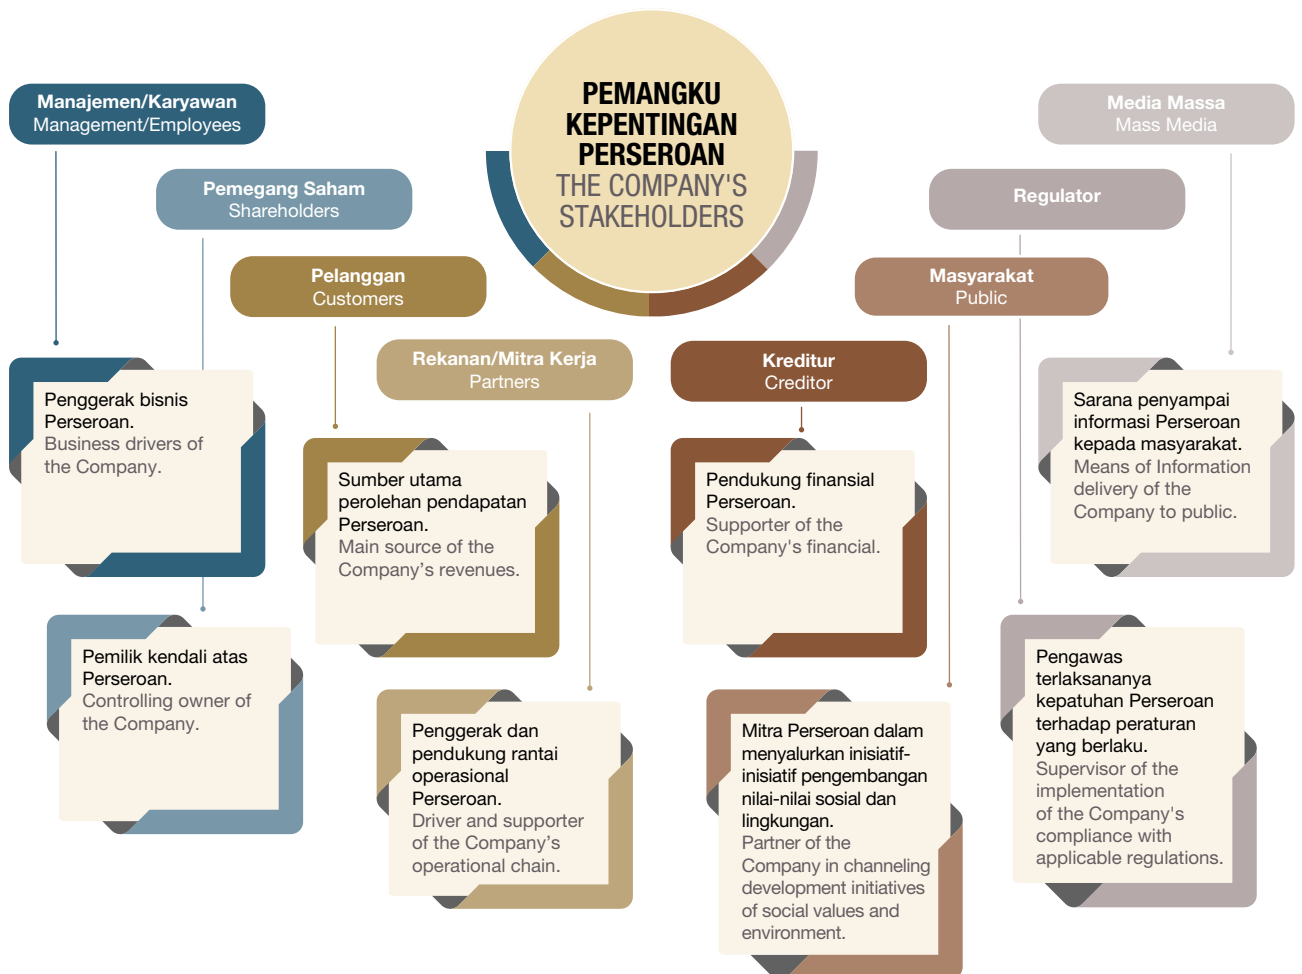 PEMANGKU
KEPENTINGAN
PERSEROAN
THE COMPANY'S
STAKEHOLDERS
Manajemen/Karyawan
Management/Employees
Penggerak bisnis
Perseroan.
Business drivers of
the Company.
Pemegang Saham
Shareholders
Pemilik kendali atas
Perseroan.
Controlling owner of
the Company.
Pelanggan
Customers
Sumber utama
perolehan pendapatan
Perseroan.
Main source of the
Company’s revenues.
Rekanan/Mitra Kerja
Partners
Penggerak dan
pendukung rantai
operasional
Perseroan.
Driver and supporter
of the Company’s
operational chain.
Kreditur
Creditor
Pendukung finansial
Perseroan.
Supporter of the
Company's financial.
Masyarakat
Public
Mitra Perseroan dalam
menyalurkan inisiatif-
inisiatif pengembangan
nilai-nilai sosial dan
lingkungan.
Partner of the
Company in channeling
development initiatives
of social values and
environment.
Regulator
Pengawas
terlaksananya
kepatuhan Perseroan
terhadap peraturan
yang berlaku.
Supervisor of the
implementation
of the Company's
compliance with
applicable regulations.
Media Massa
Mass Media
Sarana penyampai
informasi Perseroan
kepada masyarakat.
Means of Information
delivery of the
Company to public.